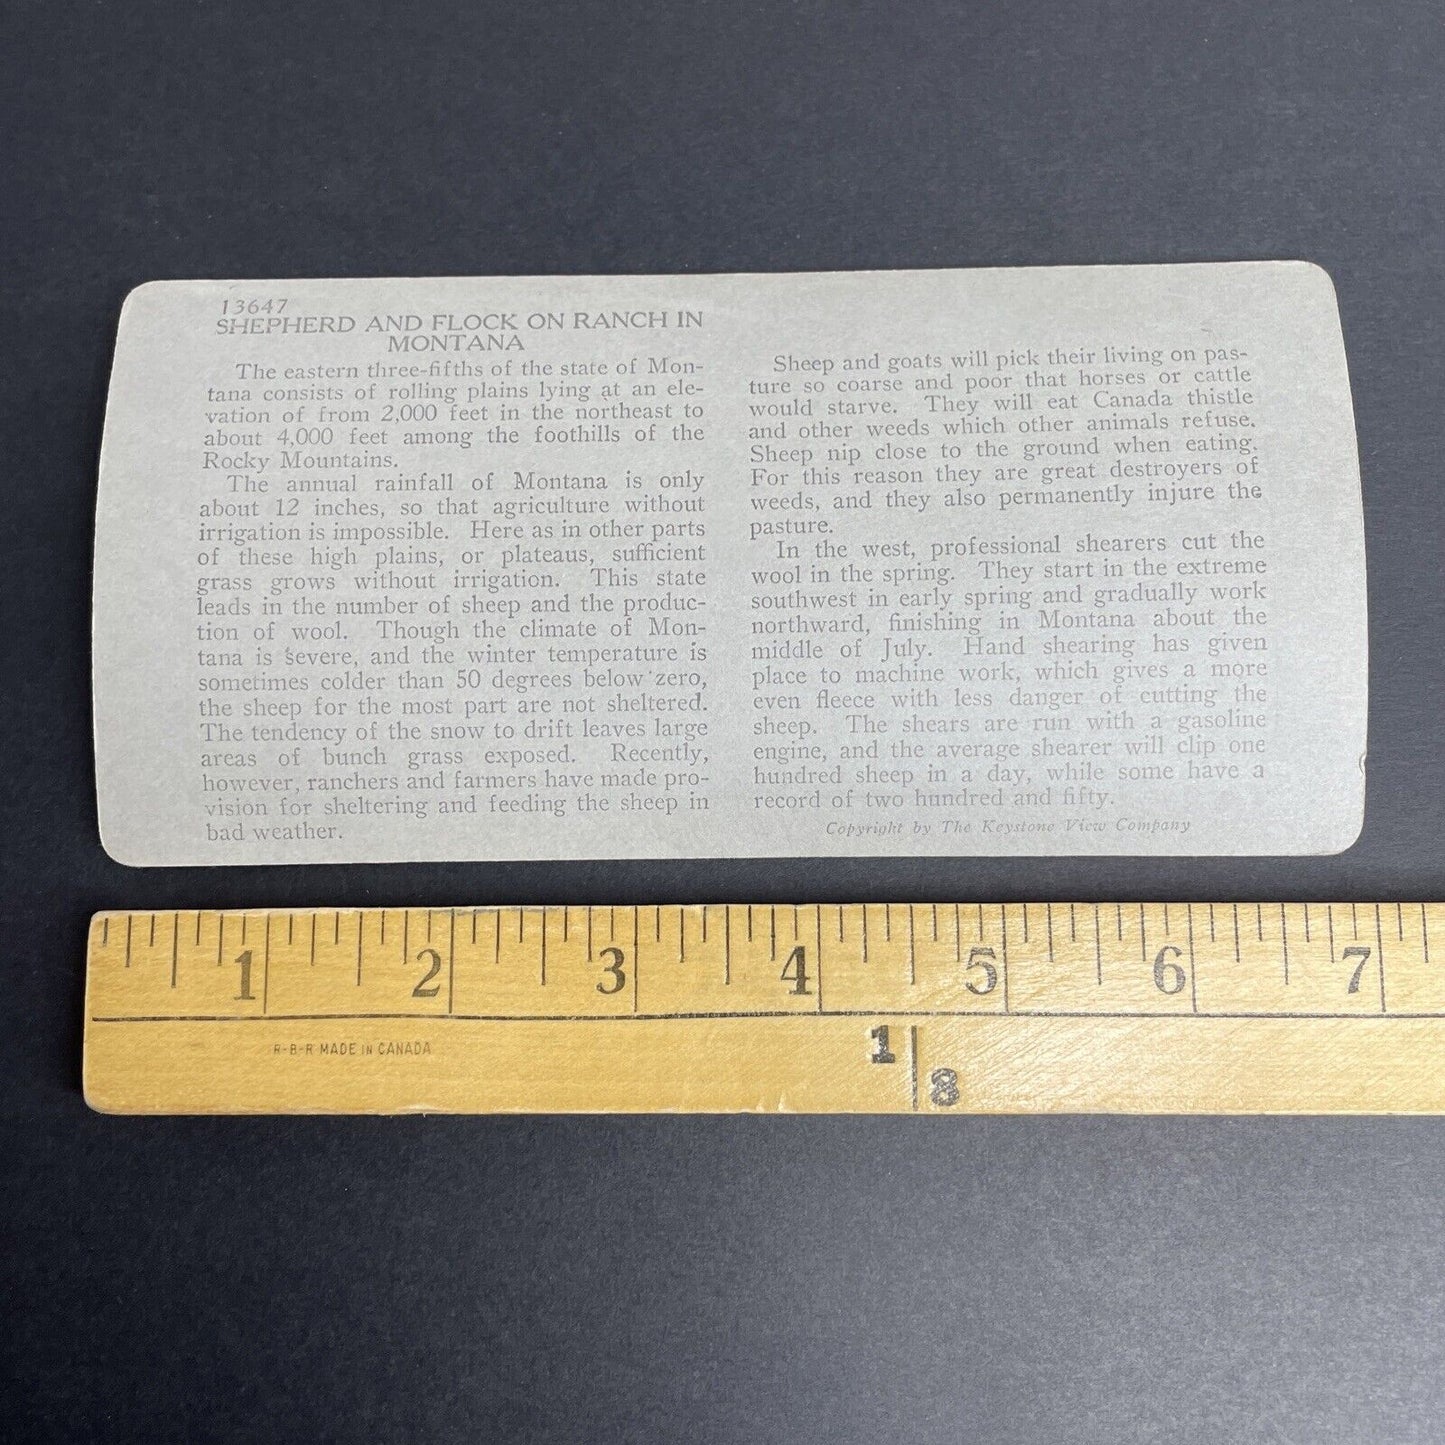 13647
SHEPHERD AND FLOCK ON RANCH IN
MONTANA
The eastern three-fifths of the state of Mon-
tana consists of rolling plains lying at an ele-
vation of from 2,000 feet in the northeast to
about 4,000 feet among the foothills of the
Rocky Mountains.
The annual rainfall of Montana is only
about 12 inches, so that agriculture without
irrigation is impossible. Here as in other parts
of these high plains, or plateaus, sufficient
grass grows without irrigation. This state
leads in the number of sheep and the produc-
tion of wool. Though the climate of Mon-
tana is severe, and the winter temperature is
sometimes colder than 50 degrees below zero,
the sheep for the most part are not sheltered.
The tendency of the snow to drift leaves large
areas of bunch grass exposed. Recently,
however, ranchers and farmers have made pro-
vision for sheltering and feeding the sheep in
bad weather.
Sheep and goats will pick their living on pas-
ture so coarse and poor that horses or cattle
would starve. They will eat Canada thistle
and other weeds which other animals refuse.
Sheep nip close to the ground when eating.
For this reason they are great destroyers of
weeds, and they also permanently injure the
pasture.
In the west, professional shearers cut the
wool in the spring. They start in the extreme
southwest in early spring and gradually work
northward, finishing in Montana about the
middle of July. Hand shearing has given
place to machine work, which gives a more
even fleece with less danger of cutting the
sheep. The shears are run with a gasoline
engine, and the average shearer will clip one
hundred sheep in a day, while some have a
record of two hundred and fifty.
Copyright by The Keystone View Company
1 2 3 4 5 6 7
R-B-R MADE IN CANADA
1
8